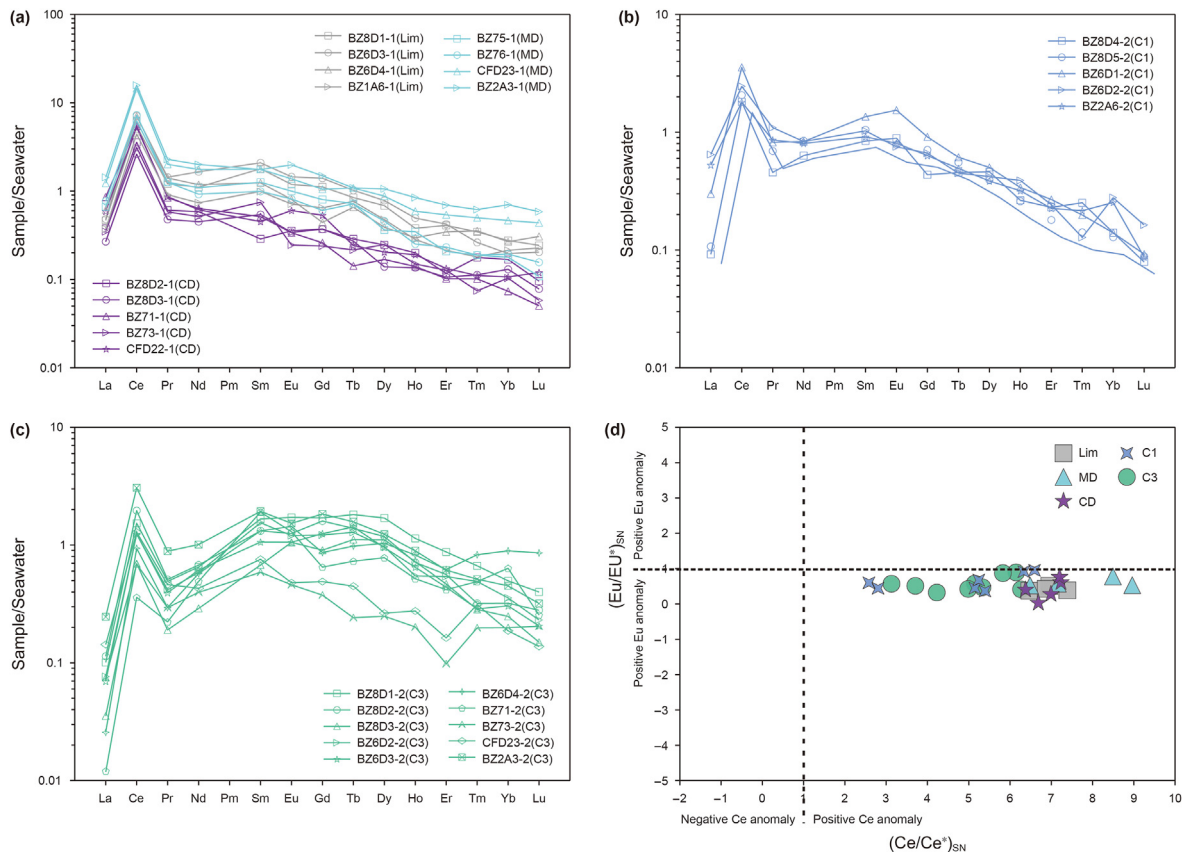 (a)
100
10
1
0.1
0.01
Sample/Seawater
BZ8D1-1(Lim)
BZ6D3-1(Lim)
BZ6D4-1(Lim)
BZ1A6-1(Lim)
BZ75-1(MD)
BZ76-1(MD)
CFD23-1(MD)
BZ2A3-1(MD)
BZ8D2-1(CD)
BZ8D3-1(CD)
BZ71-1(CD)
BZ73-1(CD)
CFD22-1(CD)
La Ce Pr Nd Pm Sm Eu Gd Tb Dy Ho Er Tm Yb Lu
(b)
10
1
0.1
0.01
Sample/Seawater
BZ8D4-2(C1)
BZ8D5-2(C1)
BZ6D1-2(C1)
BZ6D2-2(C1)
BZ2A6-2(C1)
La Ce Pr Nd Pm Sm Eu Gd Tb Dy Ho Er Tm Yb Lu
(c)
10
1
0.1
0.01
Sample/Seawater
BZ8D1-2(C3)
BZ8D2-2(C3)
BZ8D3-2(C3)
BZ6D2-2(C3)
BZ6D3-2(C3)
BZ6D4-2(C3)
BZ71-2(C3)
BZ73-2(C3)
CFD23-2(C3)
BZ2A3-2(C3)
La Ce Pr Nd Pm Sm Eu Gd Tb Dy Ho Er Tm Yb Lu
(d)
5
4
3
2
1
0
−1
−2
−3
−4
−5
(Eu/EU*)SN
Positive Eu anomaly
Positive Eu anomaly
Lim
MD
CD
C1
C3
−2 −1 0 1 2 3 4 5 6 7 8 9 10
Negative Ce anomaly
Positive Ce anomaly
(Ce/Ce*)SN